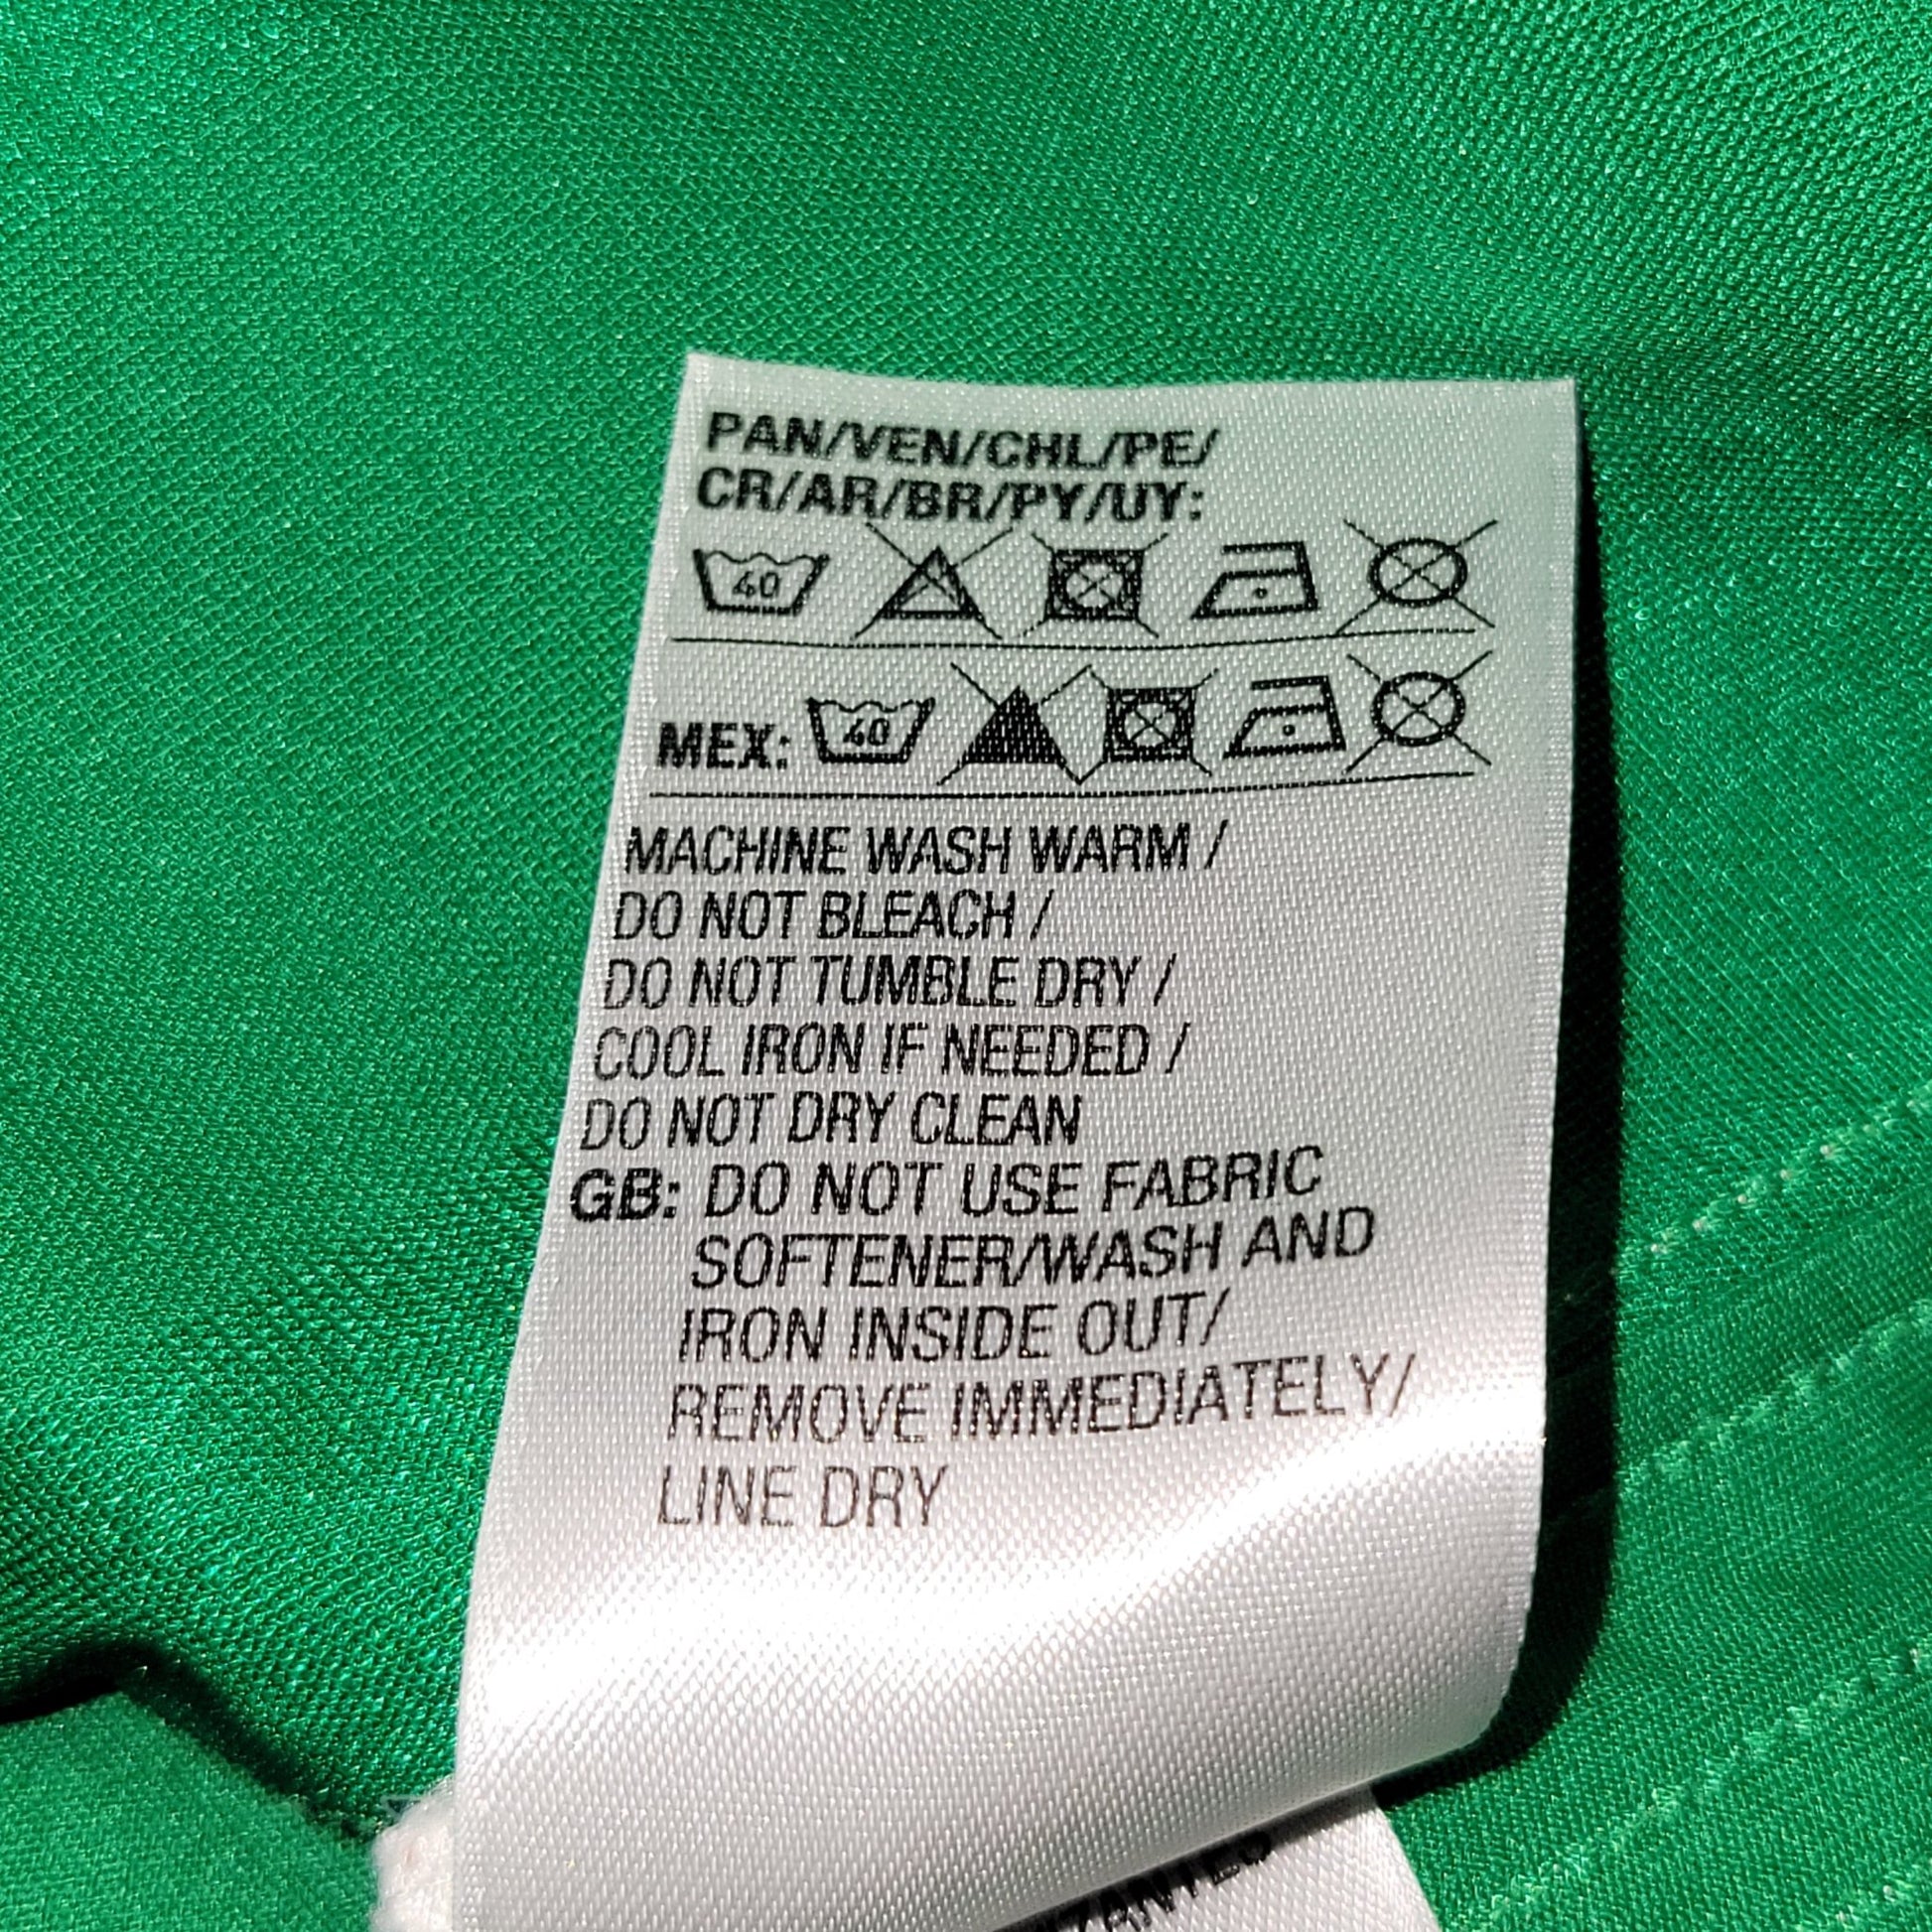 PAN/VEN/CHL/PE/
CR/AR/BR/PY/UY:
40
MEX: 40
MACHINE WASH WARM /
DO NOT BLEACH /
DO NOT TUMBLE DRY /
COOL IRON IF NEEDED /
DO NOT DRY CLEAN
GB: DO NOT USE FABRIC
SOFTENER/WASH AND
IRON INSIDE OUT/
REMOVE IMMEDIATELY/
LINE DRY